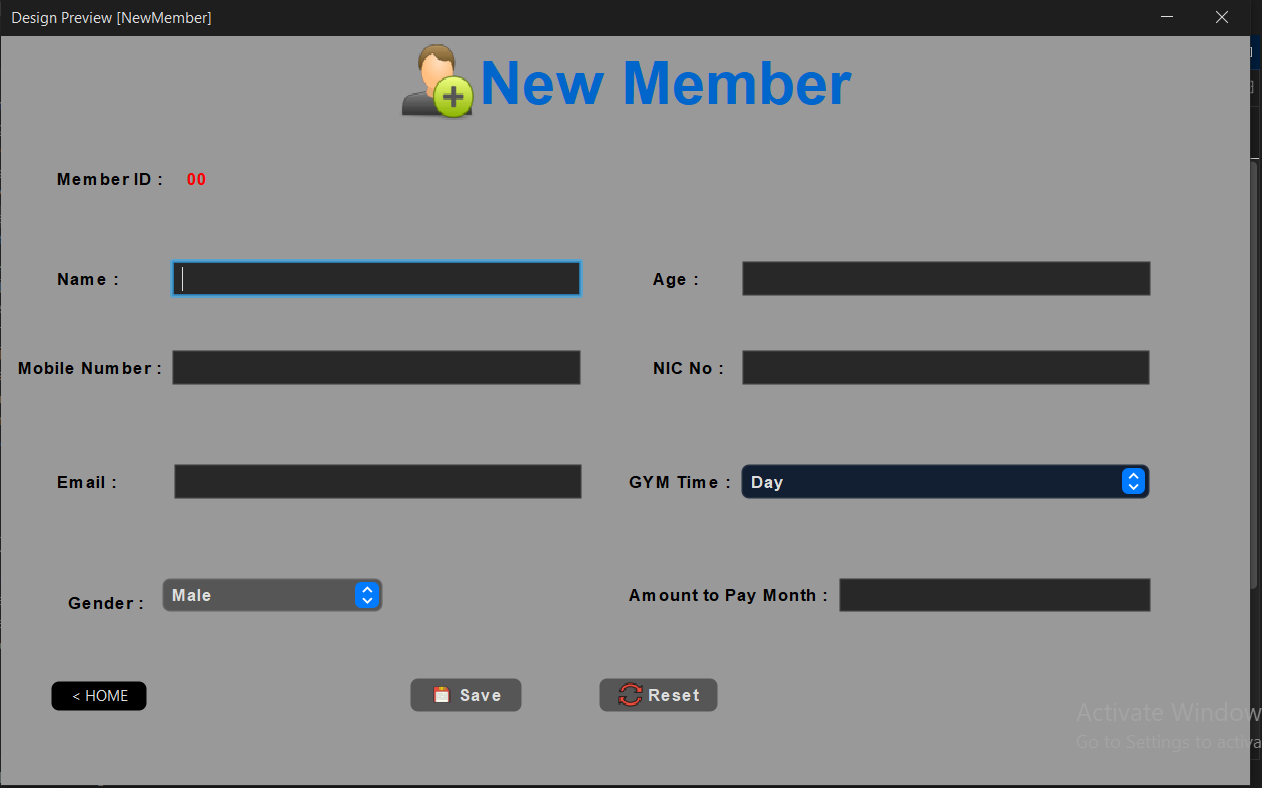 Design Preview [NewMember]
New Member
Member ID : 00
Name :
Age :
Mobile Number :
NIC No :
Email :
GYM Time : Day
Gender : Male
Amount to Pay Month :
< HOME
Save
Reset
Activate Window
Go to Settings to activa